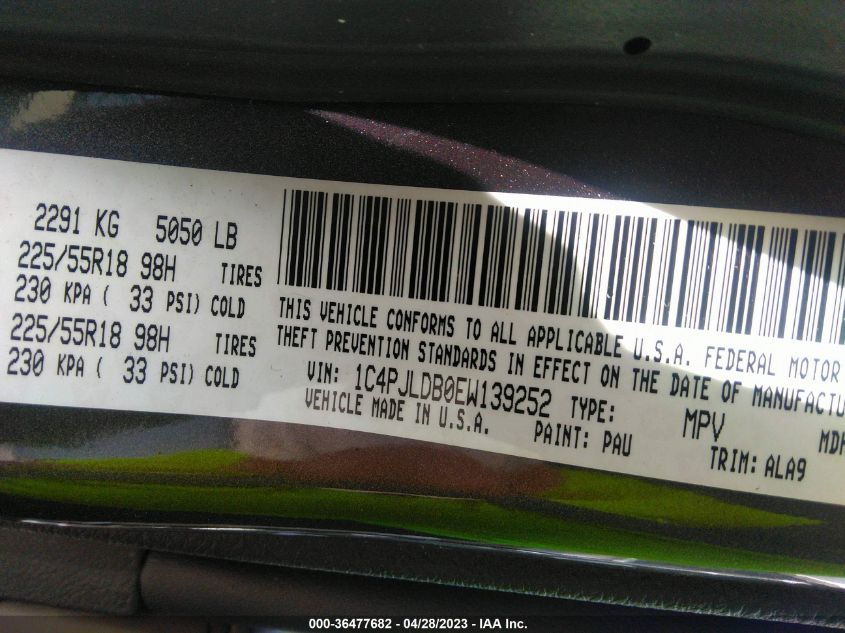 2291 KG 5050 LB
225/55R18 98H TIRES
230 KPA ( 33 PSI) COLD
225/55R18 98H TIRES
230 KPA ( 33 PSI) COLD
THIS VEHICLE CONFORMS TO ALL APPLICABLE U.S.A. FEDERAL MOTOR
THEFT PREVENTION STANDARDS IN EFFECT ON THE DATE OF MANUFACTU
VIN: 1C4PJLDB0EW139252 TYPE: MPV MDH
VEHICLE MADE IN U.S.A. PAINT: PAU TRIM: ALA9
000-36477682 - 04/28/2023 - IAA Inc.